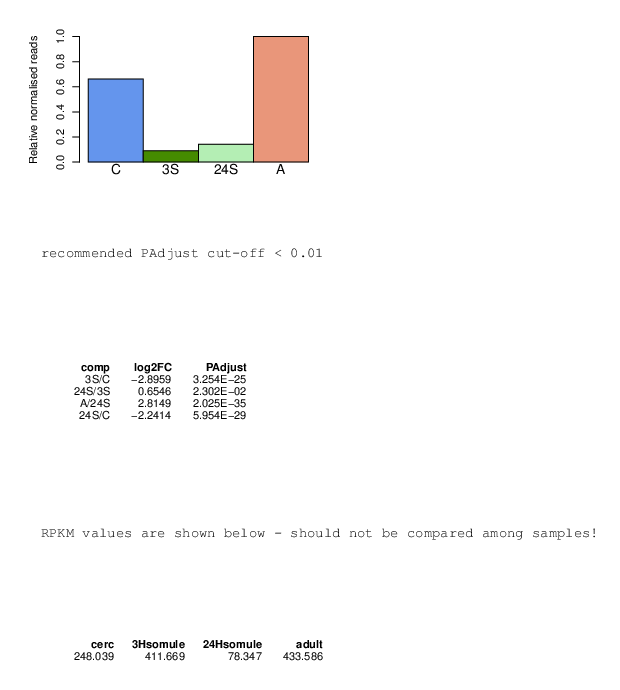 Relative normalised reads
1.0
0.8
0.6
0.4
0.2
0.0
C 3S 24S A
recommended PAdjust cut-off < 0.01
comp log2FC PAdjust
3S/C −2.8959 3.254E−25
24S/3S 0.6546 2.302E−02
A/24S 2.8149 2.025E−35
24S/C −2.2414 5.954E−29
RPKM values are shown below - should not be compared among samples!
cerc 3Hsomule 24Hsomule adult
248.039 411.669 78.347 433.586